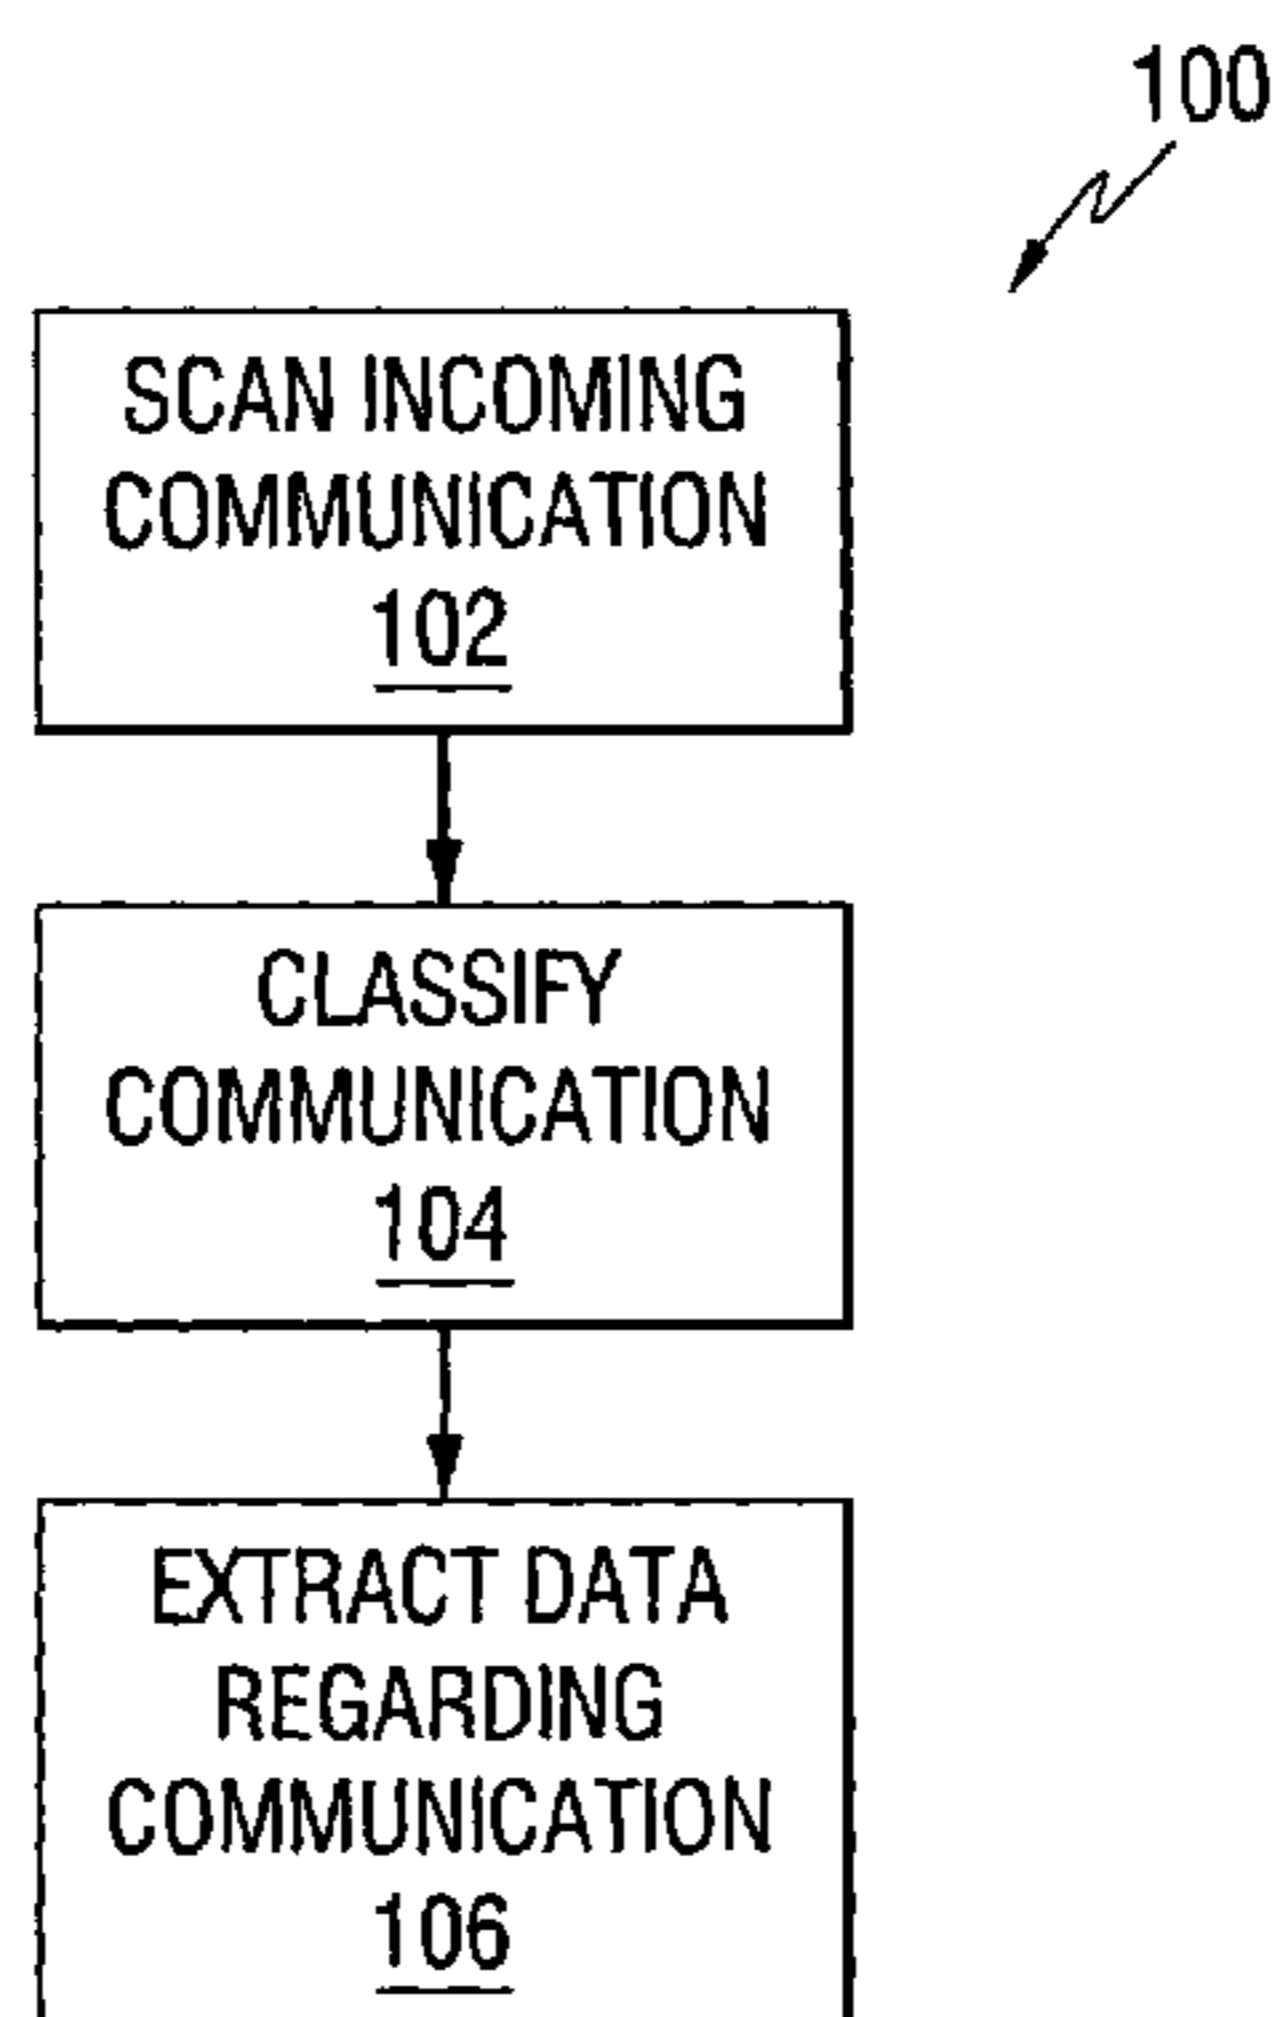 100
SCAN INCOMING
COMMUNICATION
102
CLASSIFY
COMMUNICATION
104
EXTRACT DATA
REGARDING
COMMUNICATION
106